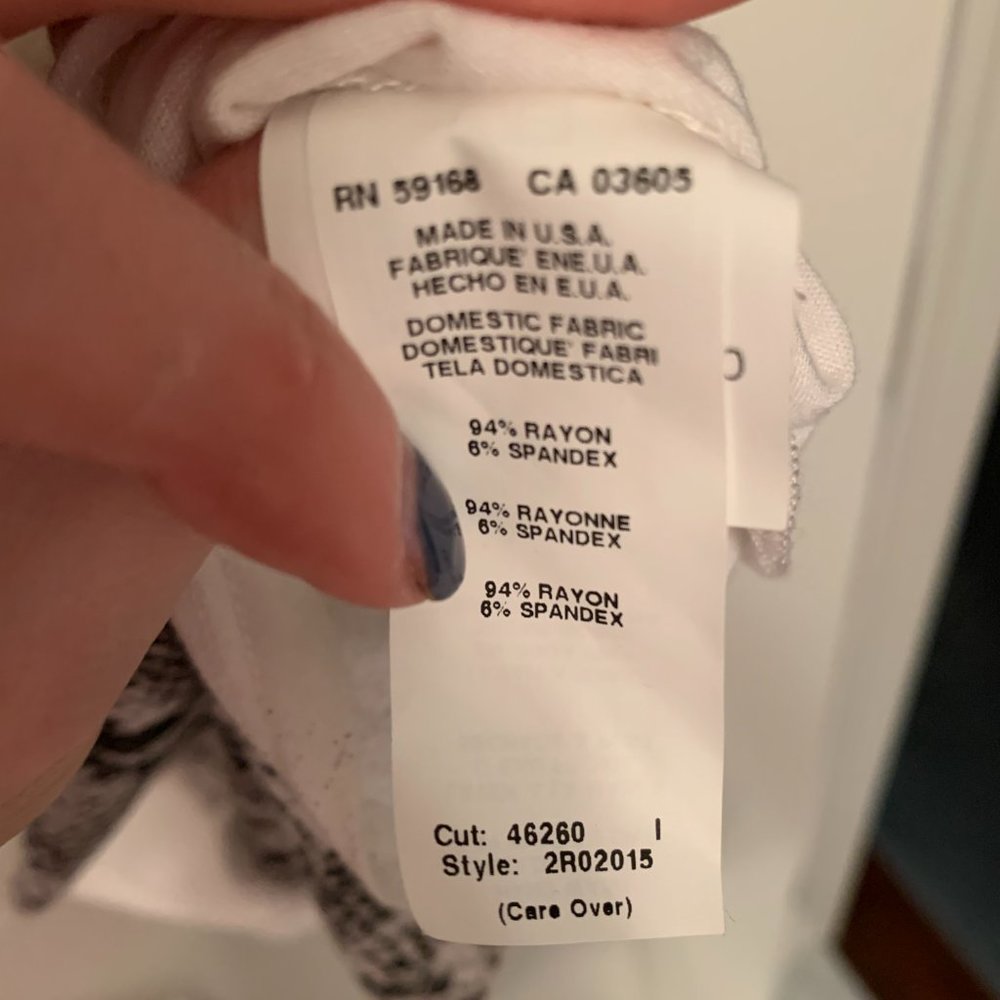 RN 59168 CA 03605
MADE IN U.S.A.
FABRIQUE' ENE.U.A.
HECHO EN E.U.A.
DOMESTIC FABRIC
DOMESTIQUE' FABRI
TELA DOMESTICA
94% RAYON
6% SPANDEX
94% RAYONNE
6% SPANDEX
94% RAYON
6% SPANDEX
Cut: 46260 I
Style: 2R02015
(Care Over)